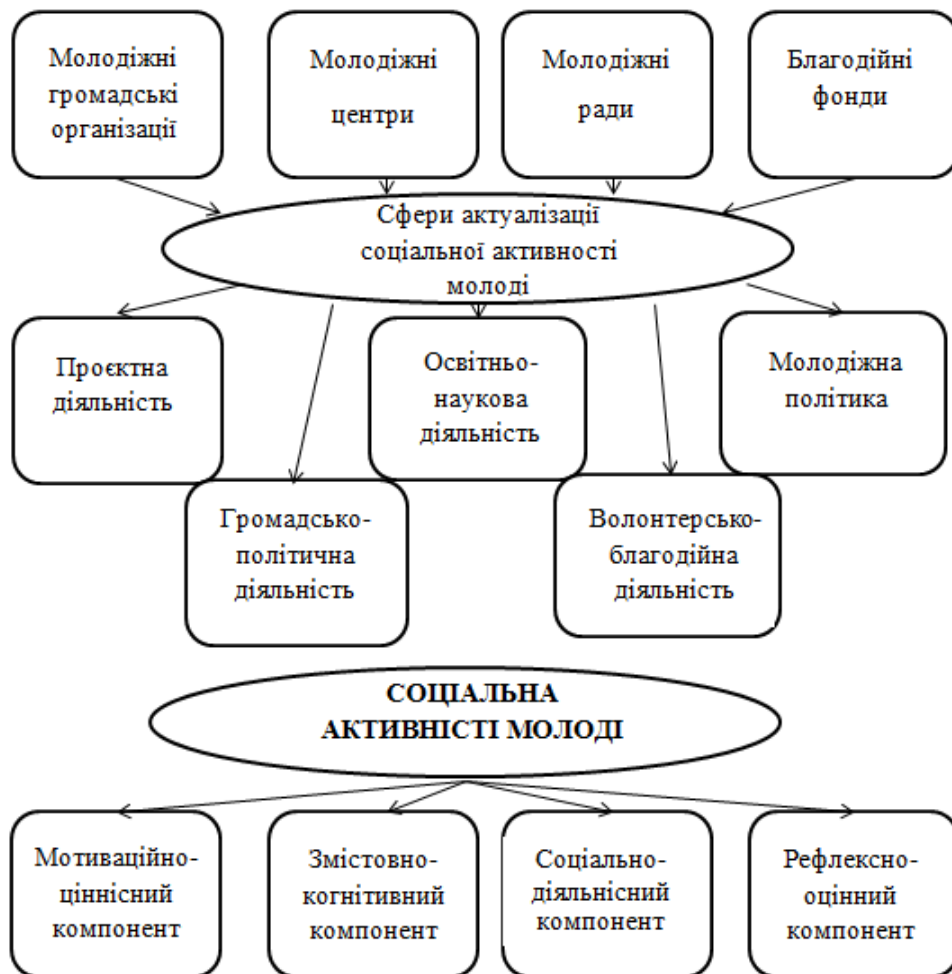 Молодіжні
громадські
організації
Молодіжні
центри
Молодіжні
ради
Благодійні
фонди
Сфери актуалізації
соціальної активності
молоді
Проєктна
діяльність
Освітньо-
наукова
діяльність
Молодіжна
політика
Громадсько-
політична
діяльність
Волонтерсько-
благодійна
діяльність
СОЦІАЛЬНА
АКТИВНІСТІ МОЛОДІ
Мотиваційно-
ціннісний
компонент
Змістовно-
когнітивний
компонент
Соціально-
діяльнісний
компонент
Рефлексно-
оцінний
компонент